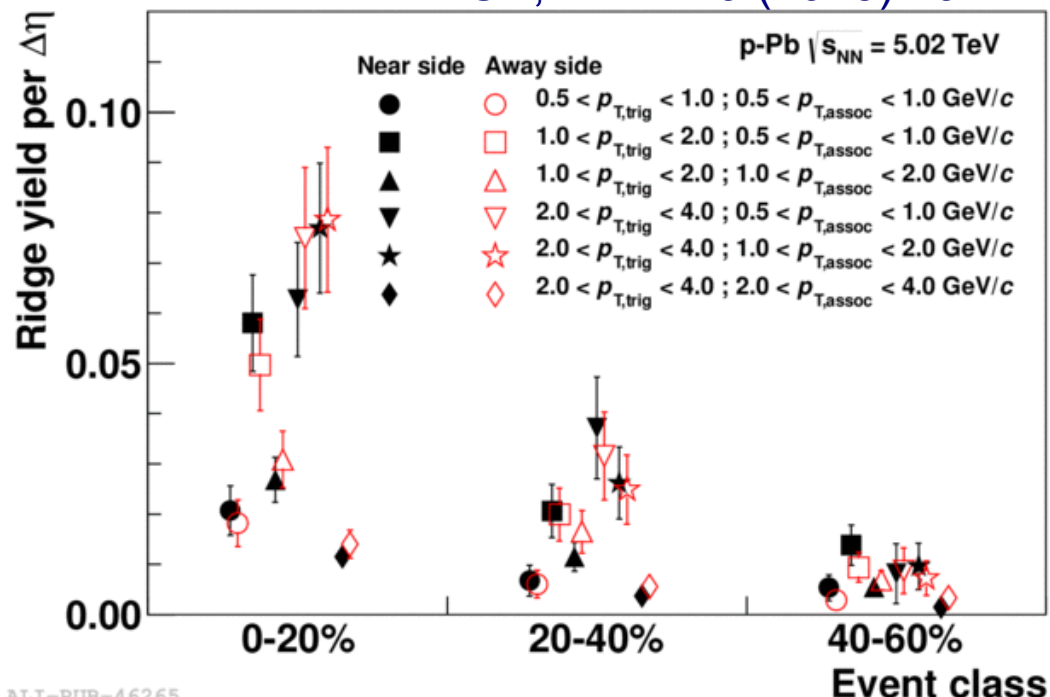 p-Pb √sNN = 5.02 TeV
Near side Away side
0.5 < pT,trig < 1.0 ; 0.5 < pT,assoc < 1.0 GeV/c
1.0 < pT,trig < 2.0 ; 0.5 < pT,assoc < 1.0 GeV/c
1.0 < pT,trig < 2.0 ; 1.0 < pT,assoc < 2.0 GeV/c
2.0 < pT,trig < 4.0 ; 0.5 < pT,assoc < 1.0 GeV/c
2.0 < pT,trig < 4.0 ; 1.0 < pT,assoc < 2.0 GeV/c
2.0 < pT,trig < 4.0 ; 2.0 < pT,assoc < 4.0 GeV/c
Ridge yield per Δη
0.10
0.05
0.00
0-20% 20-40% 40-60%
Event class
ALI-PUB-46265